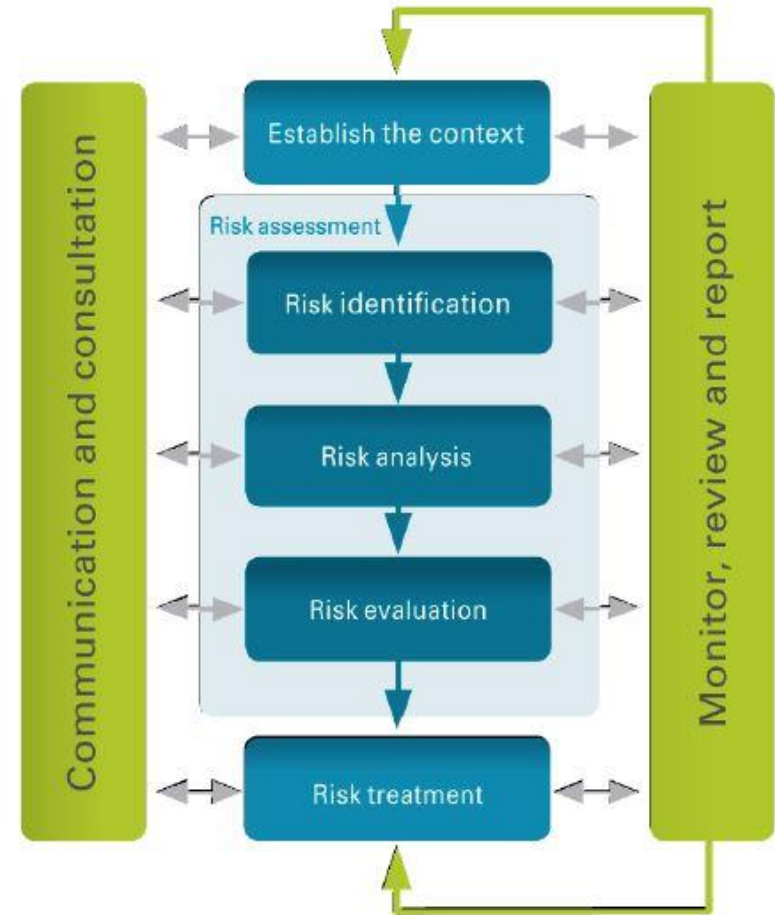 Establish the context
Communication and consultation
Monitor, review and report
Risk assessment
Risk identification
Risk analysis
Risk evaluation
Risk treatment